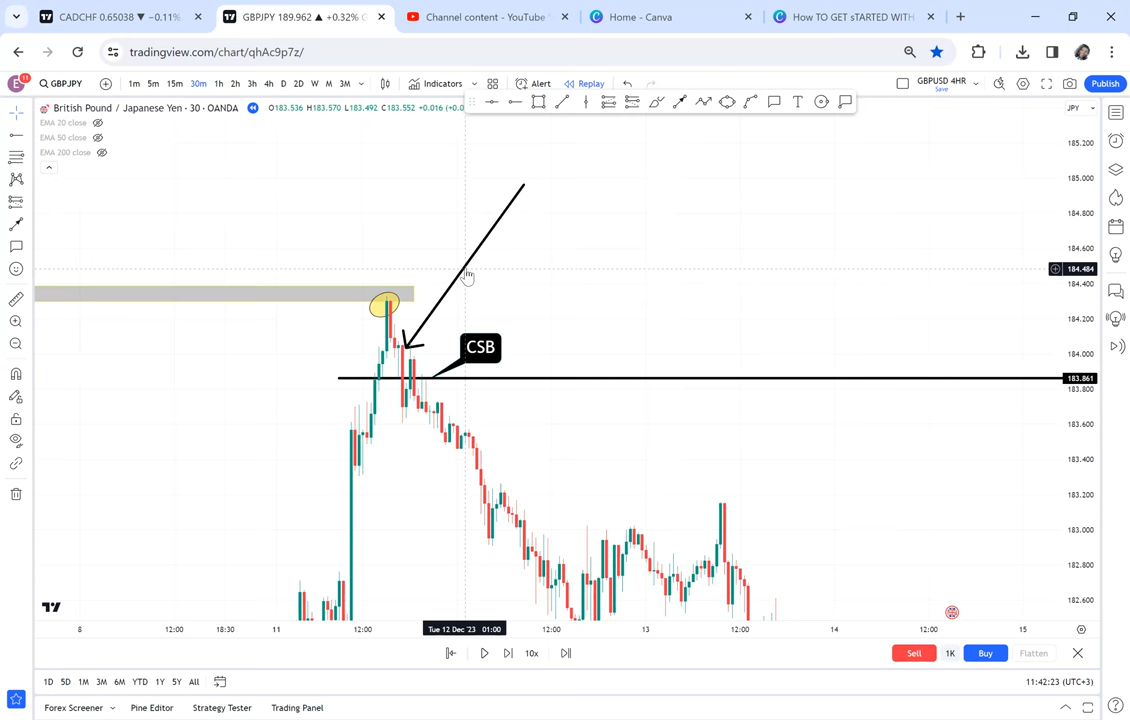 CADCHF 0.65038 ▼ −0.11%
GBPJPY 189.962 ▲ +0.32%
Channel content - YouTube
Home - Canva
How TO GET sTARTED WITH
tradingview.com/chart/qhAc9p7z/
E 11
GBPJPY
1m 5m 15m 30m 1h 2h 3h 4h D 2D W M 3M
Indicators
Alert
Replay
GBPUSD 4HR
Save
Publish
British Pound / Japanese Yen · 30 · OANDA
O183.536 H183.570 L183.492 C183.552 +0.016
JPY
EMA 20 close
EMA 50 close
EMA 200 close
185.200
185.000
184.800
184.600
184.484
184.400
184.200
184.000
183.861
183.800
183.600
183.400
183.200
183.000
182.800
182.600
CSB
8 12:00 18:30 11 12:00 Tue 12 Dec '23 01:00 12:00 13 12:00 14 12:00 15
10x
Sell 1K Buy Flatten
1D 5D 1M 3M 6M YTD 1Y 5Y All
11:42:23 (UTC+3)
Forex Screener
Pine Editor
Strategy Tester
Trading Panel